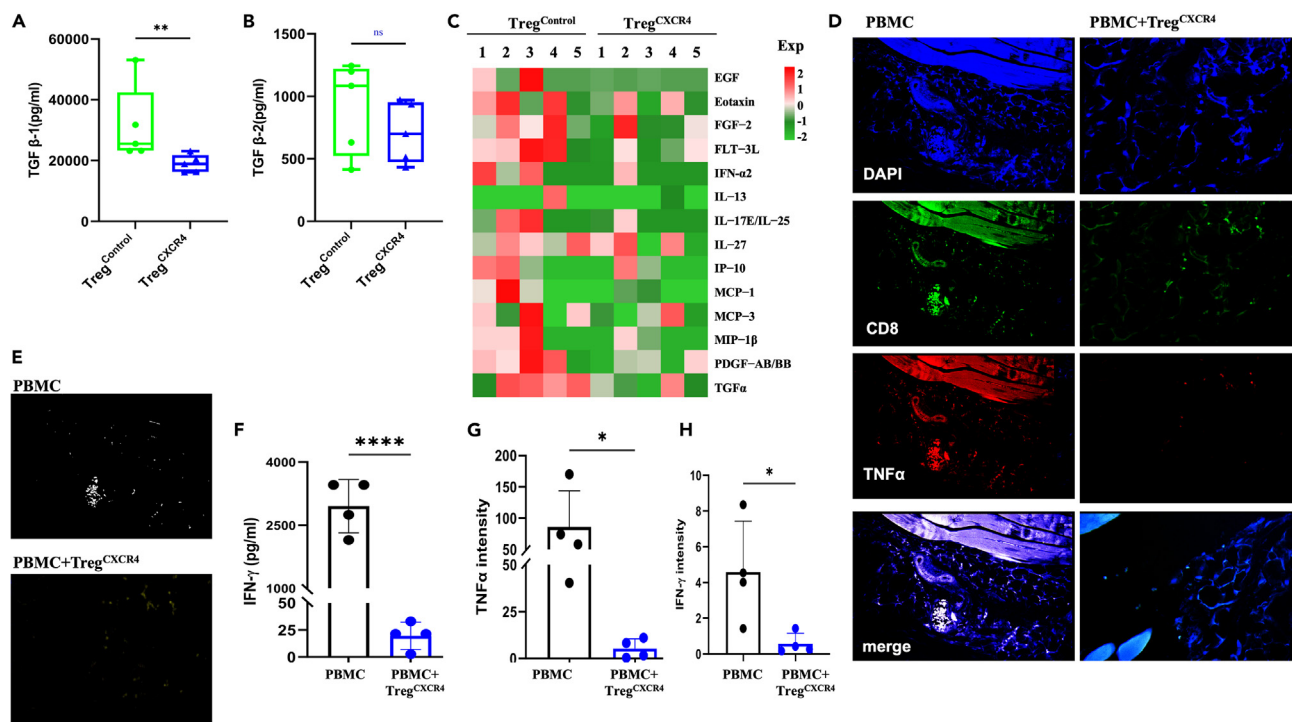 A
**
60000
40000
20000
0
TGF β-1(pg/ml)
Treg^Control
Treg^CXCR4
B
ns
1500
1000
500
0
TGF β-2(pg/ml)
Treg^Control
Treg^CXCR4
C
Treg^Control Treg^CXCR4
1 2 3 4 5 1 2 3 4 5
Exp
2
1
0
-1
-2
EGF
Eotaxin
FGF−2
FLT−3L
IFN-α2
IL−13
IL−17E/IL−25
IL−27
IP−10
MCP−1
MCP−3
MIP−1β
PDGF−AB/BB
TGFα
D
PBMC PBMC+Treg^CXCR4
DAPI
CD8
TNFα
merge
E
PBMC
PBMC+Treg^CXCR4
F
****
4000
2500
1000
50
25
0
IFN-γ (pg/ml)
PBMC
PBMC+
Treg^CXCR4
G
*
200
150
100
50
25
0
TNFα intensity
PBMC
PBMC+
Treg^CXCR4
H
*
10
8
6
4
2
0
IFN-γ intensity
PBMC
PBMC+
Treg^CXCR4